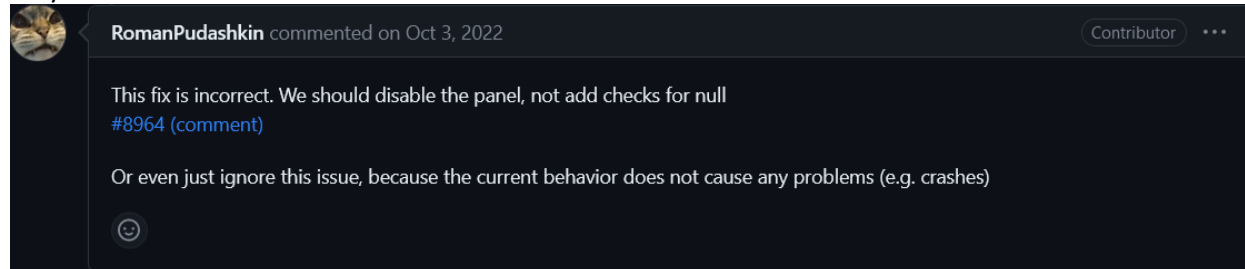 RomanPudashkin commented on Oct 3, 2022 Contributor
This fix is incorrect. We should disable the panel, not add checks for null
#8964 (comment)
Or even just ignore this issue, because the current behavior does not cause any problems (e.g. crashes)